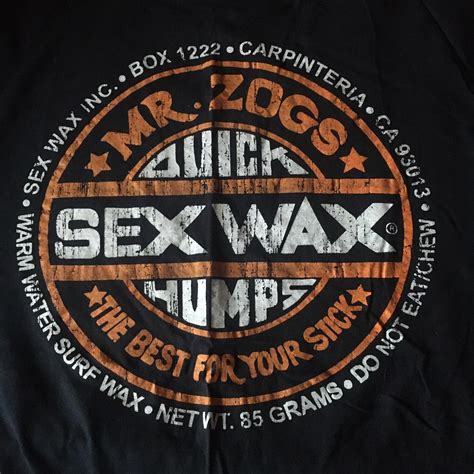 SEX WAX INC. • BOX 1222 • CARPINTERIA • CA 93013 •
MR. ZOGS
QUICK
SEX WAX ®
HUMPS
THE BEST FOR YOUR STICK
WARM WATER SURF WAX • NET WT. 85 GRAMS • DO NOT EAT/CHEW •